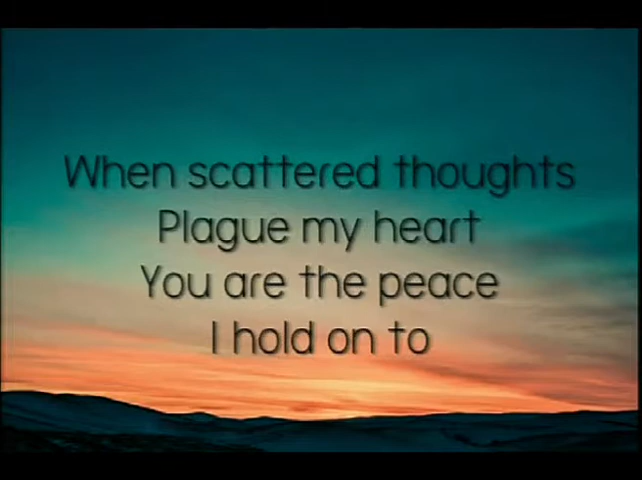 When scattered thoughts
Plague my heart
You are the peace
I hold on to